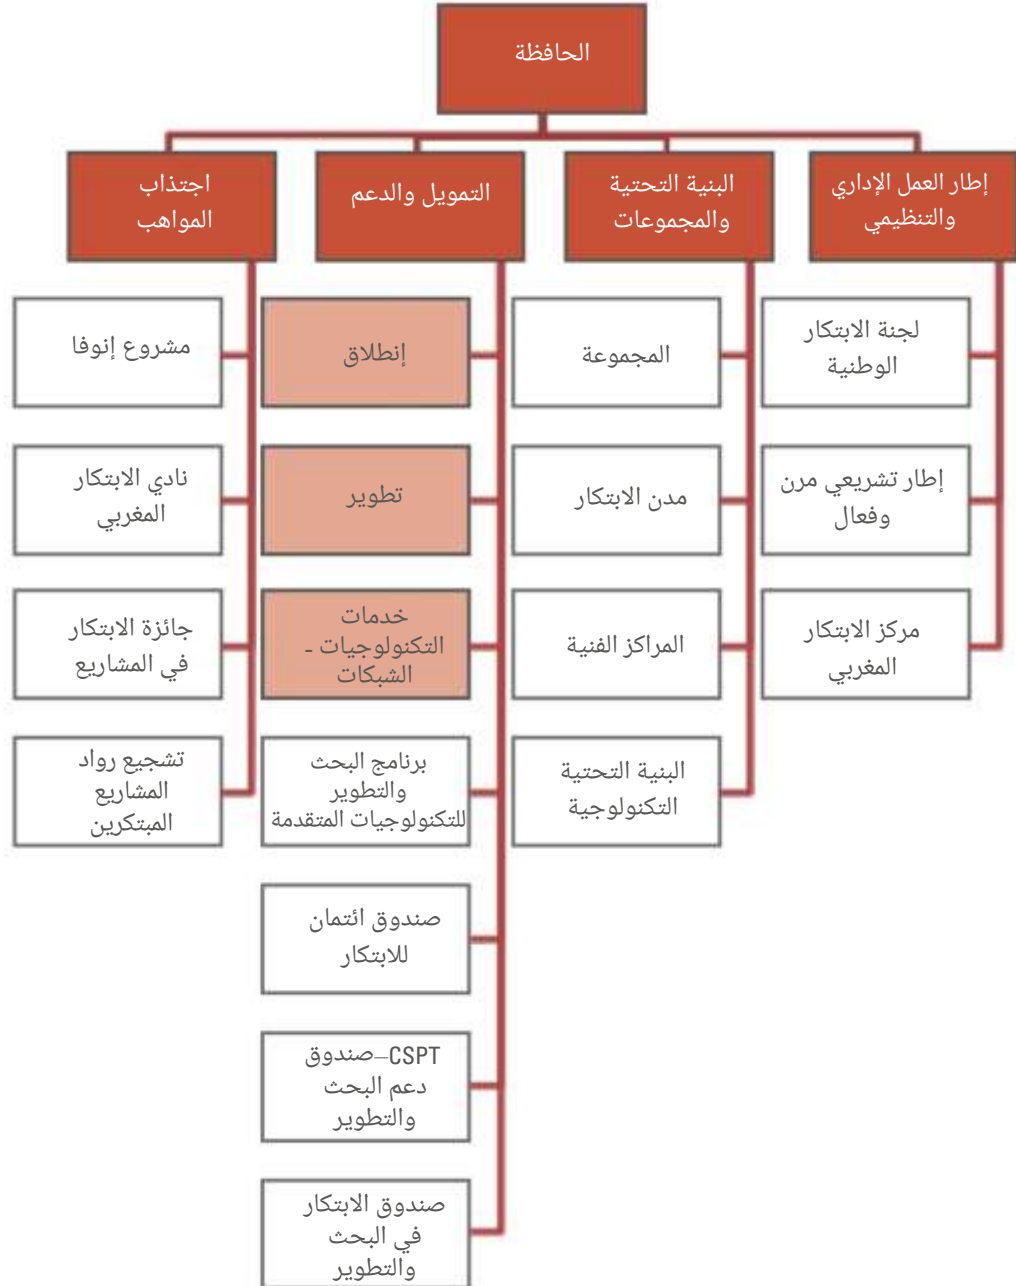 الحافظة
إطار العمل الإداري
والتنظيمي
لجنة الابتكار
الوطنية
إطار تشريعي مرن
وفعال
مركز الابتكار
المغربي
البنية التحتية
والمجموعات
المجموعة
مدن الابتكار
المراكز الفنية
البنية التحتية
التكنولوجية
التمويل والدعم
إنطلاق
تطوير
خدمات
التكنولوجيات -
الشبكات
برنامج البحث
والتطوير
للتكنولوجيات المتقدمة
صندوق ائتمان
للابتكار
CSPT–صندوق
دعم البحث
والتطوير
صندوق الابتكار
في البحث
والتطوير
اجتذاب
المواهب
مشروع إنوفا
نادي الابتكار
المغربي
جائزة الابتكار
في المشاريع
تشجيع رواد
المشاريع
المبتكرين